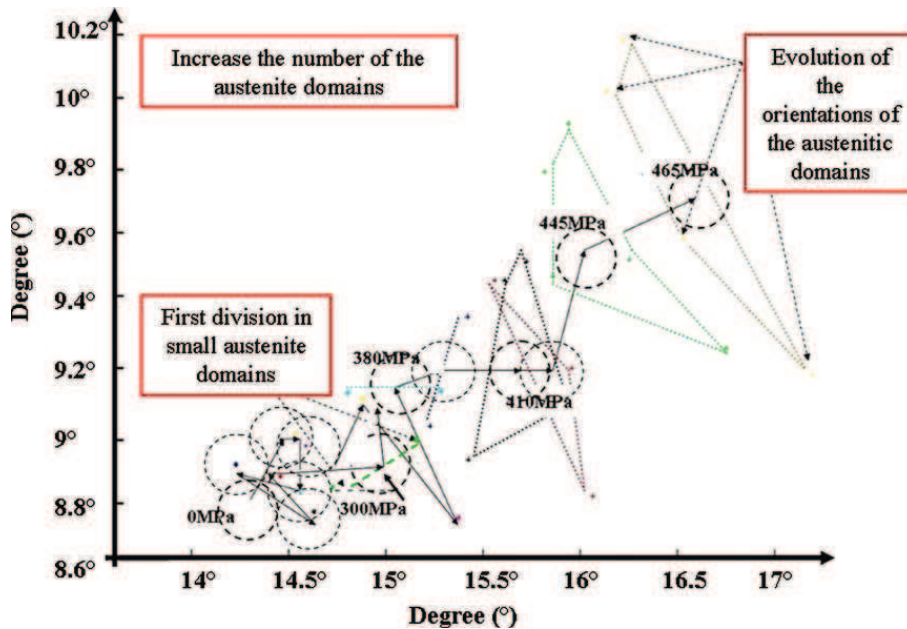 10.2°
Increase the number of the
austenite domains
Evolution of
the
orientations of
the austenitic
domains
10°
9.8°
465MPa
9.6°
445MPa
Degree (°)
9.4°
First division in
small austenite
domains
380MPa
9.2°
410MPa
9°
8.8°
0MPa
300MPa
8.6°
14°
14.5°
15°
15.5°
16°
16.5°
17°
Degree (°)